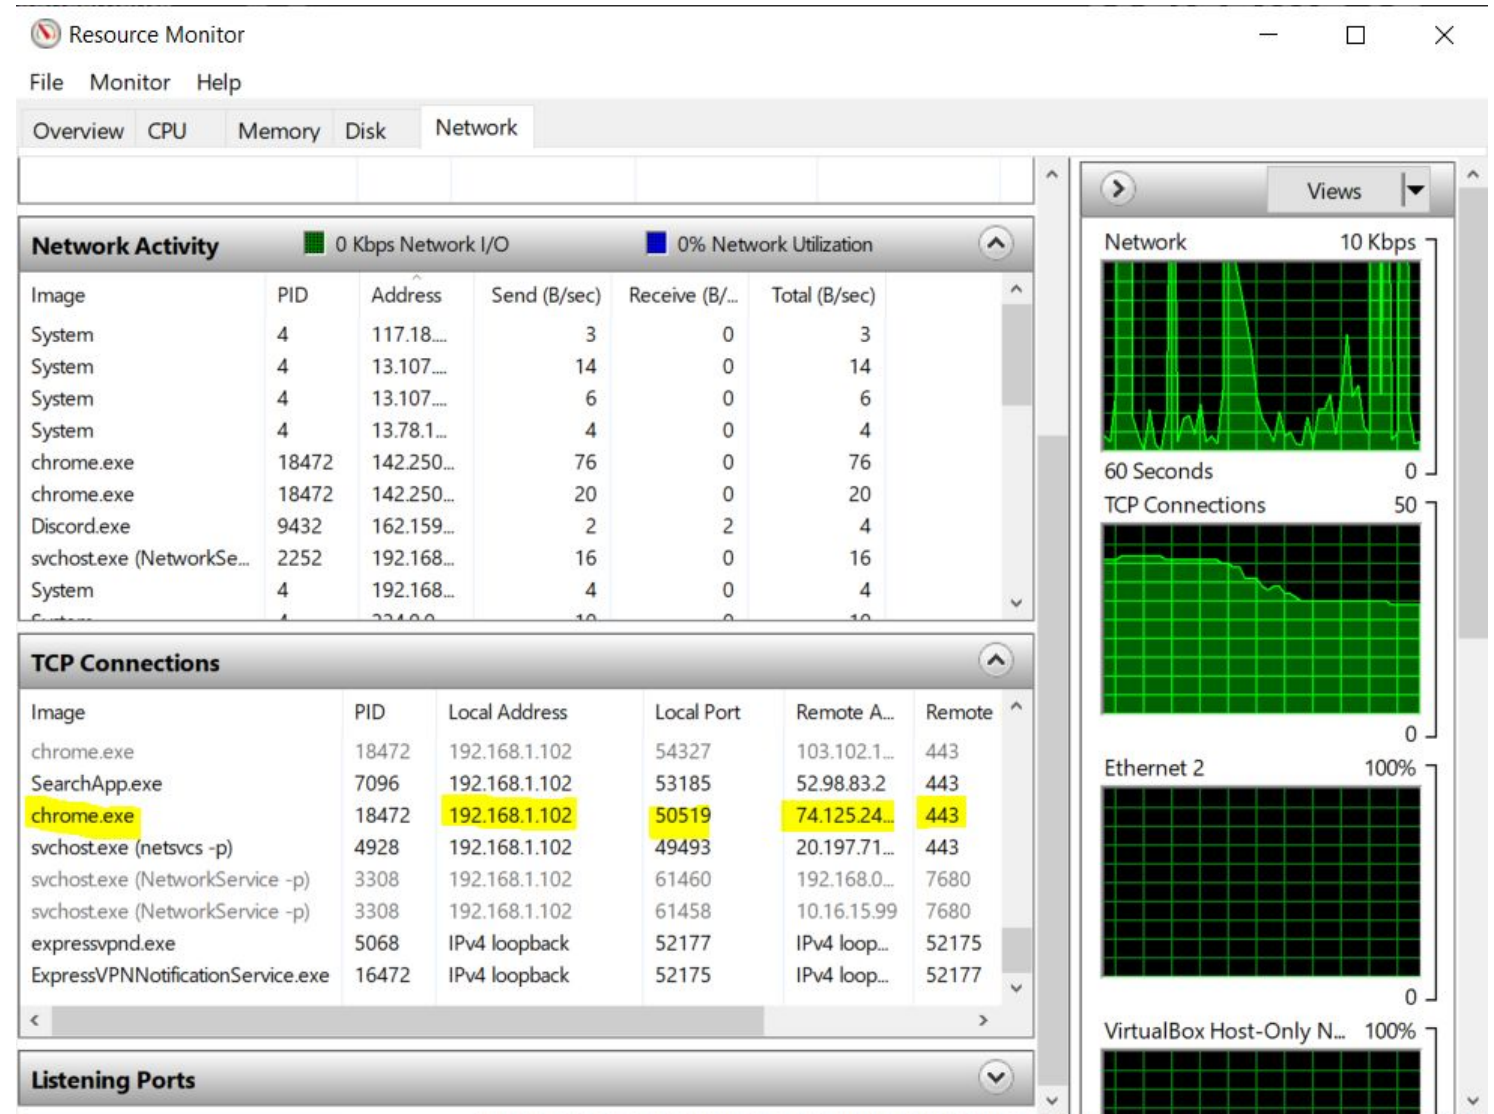 Resource Monitor
File Monitor Help
Overview CPU Memory Disk Network
Network Activity 0 Kbps Network I/O 0% Network Utilization
Image PID Address Send (B/sec) Receive (B/... Total (B/sec)
System 4 117.18.... 3 0 3
System 4 13.107.... 14 0 14
System 4 13.107.... 6 0 6
System 4 13.78.1... 4 0 4
chrome.exe 18472 142.250... 76 0 76
chrome.exe 18472 142.250... 20 0 20
Discord.exe 9432 162.159... 2 2 4
svchost.exe (NetworkSe... 2252 192.168... 16 0 16
System 4 192.168... 4 0 4
TCP Connections
Image PID Local Address Local Port Remote A... Remote
chrome.exe 18472 192.168.1.102 54327 103.102.1... 443
SearchApp.exe 7096 192.168.1.102 53185 52.98.83.2 443
chrome.exe 18472 192.168.1.102 50519 74.125.24... 443
svchost.exe (netsvcs -p) 4928 192.168.1.102 49493 20.197.71... 443
svchost.exe (NetworkService -p) 3308 192.168.1.102 61460 192.168.0... 7680
svchost.exe (NetworkService -p) 3308 192.168.1.102 61458 10.16.15.99 7680
expressvpnd.exe 5068 IPv4 loopback 52177 IPv4 loop... 52175
ExpressVPNNotificationService.exe 16472 IPv4 loopback 52175 IPv4 loop... 52177
Listening Ports
Views
Network 10 Kbps
60 Seconds 0
TCP Connections 50
0
Ethernet 2 100%
0
VirtualBox Host-Only N... 100%